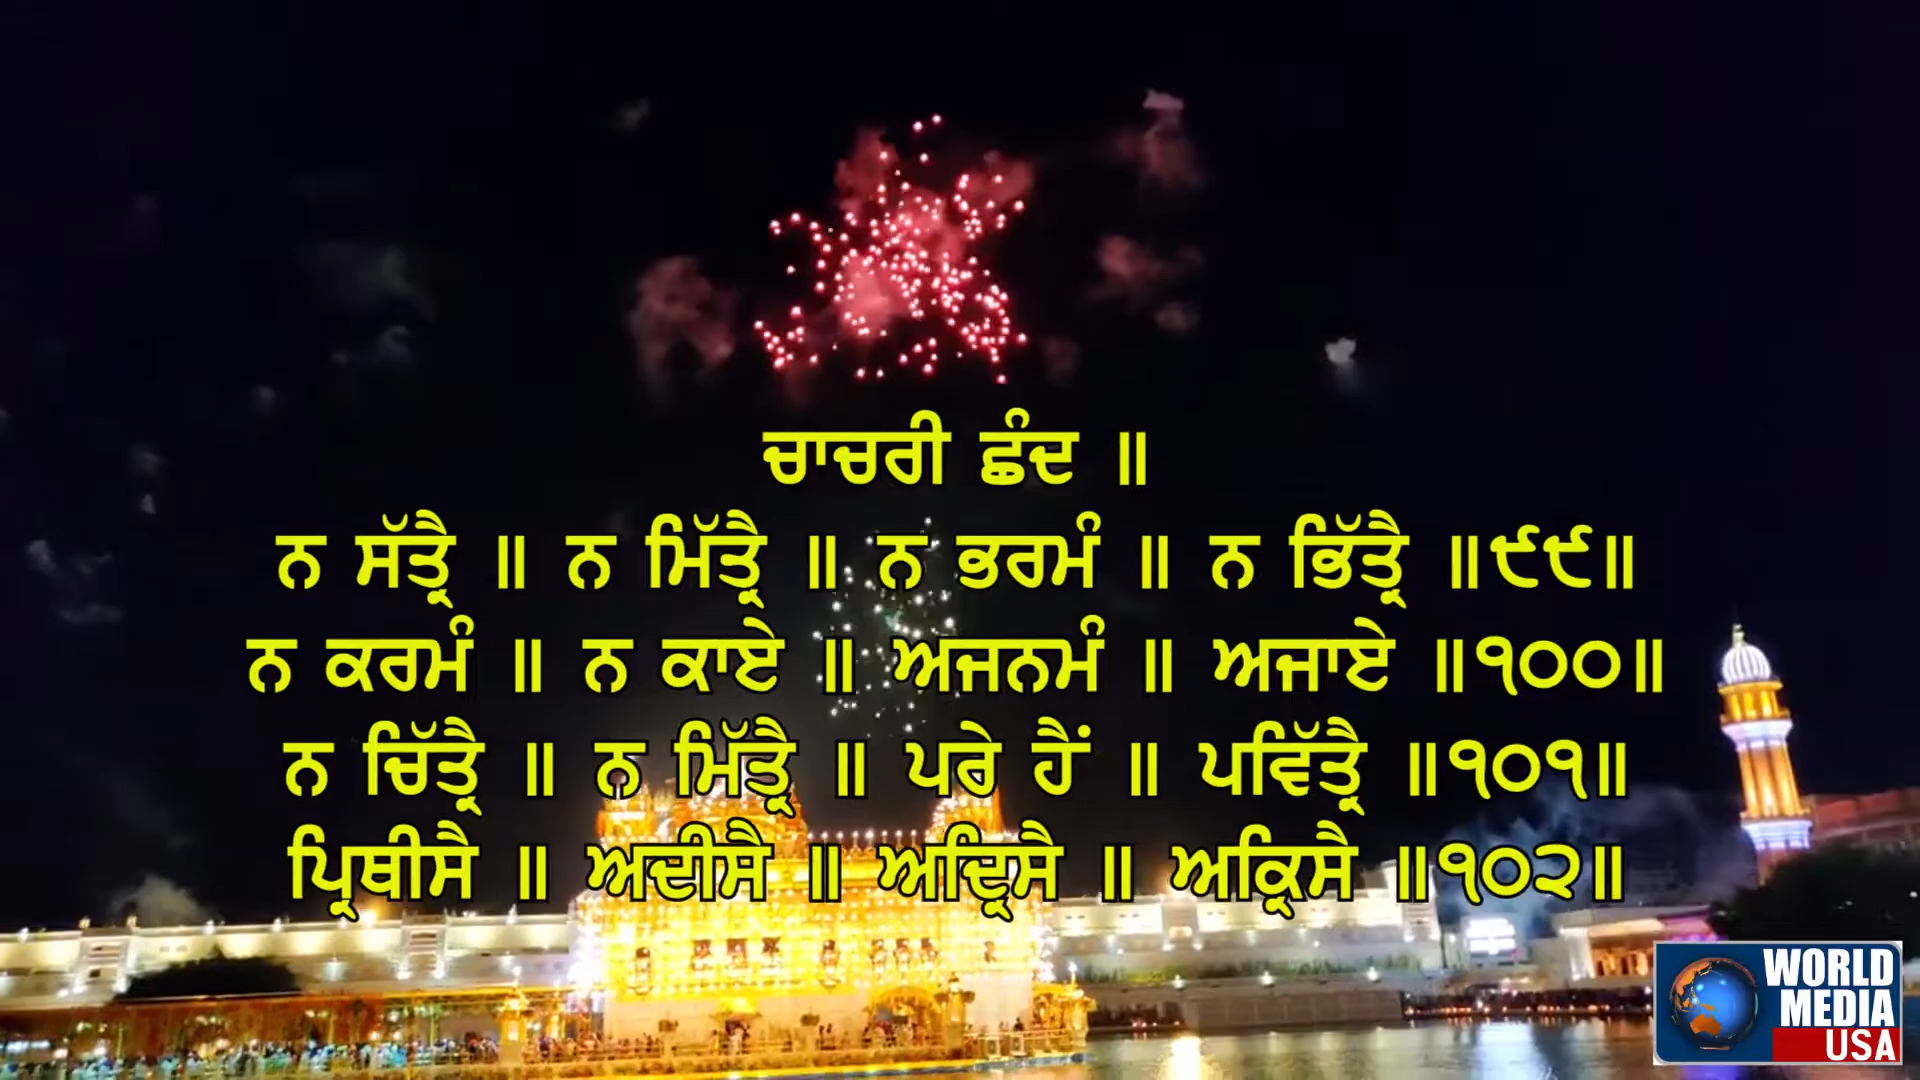 ਚਾਚਰੀ ਛੰਦ ॥
ਨ ਸੱਤ੍ਰੈ ॥ ਨ ਮਿੱਤ੍ਰੈ ॥ ਨ ਭਰਮੰ ॥ ਨ ਭਿੱਤ੍ਰੈ ॥੯੯॥
ਨ ਕਰਮੰ ॥ ਨ ਕਾਏ ॥ ਅਜਨਮੰ ॥ ਅਜਾਏ ॥੧੦੦॥
ਨ ਚਿੱਤ੍ਰੈ ॥ ਨ ਮਿੱਤ੍ਰੈ ॥ ਪਰੇ ਹੈਂ ॥ ਪਵਿੱਤ੍ਰੈ ॥੧੦੧॥
ਪ੍ਰਿਥੀਸੈ ॥ ਅਦੀਸੈ ॥ ਅਦ੍ਰਿਸੈ ॥ ਅਕ੍ਰਿਸੈ ॥੧੦੨॥
WORLD
MEDIA
USA